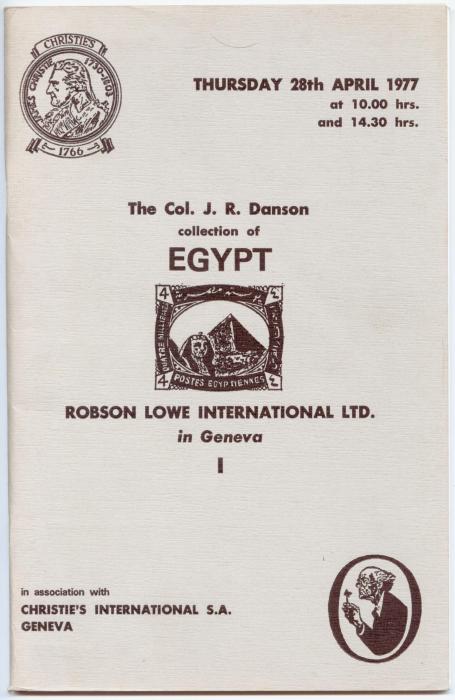 CHRISTIE'S
JAMES CHRISTIE 1730-1803
1766
THURSDAY 28th APRIL 1977
at 10.00 hrs.
and 14.30 hrs.
The Col. J. R. Danson
collection of
EGYPT
4 ٤
QUATRE MILLIEMES
4 ٤
POSTES EGYPTIENNES
ROBSON LOWE INTERNATIONAL LTD.
in Geneva
I
in association with
CHRISTIE'S INTERNATIONAL S.A.
GENEVA